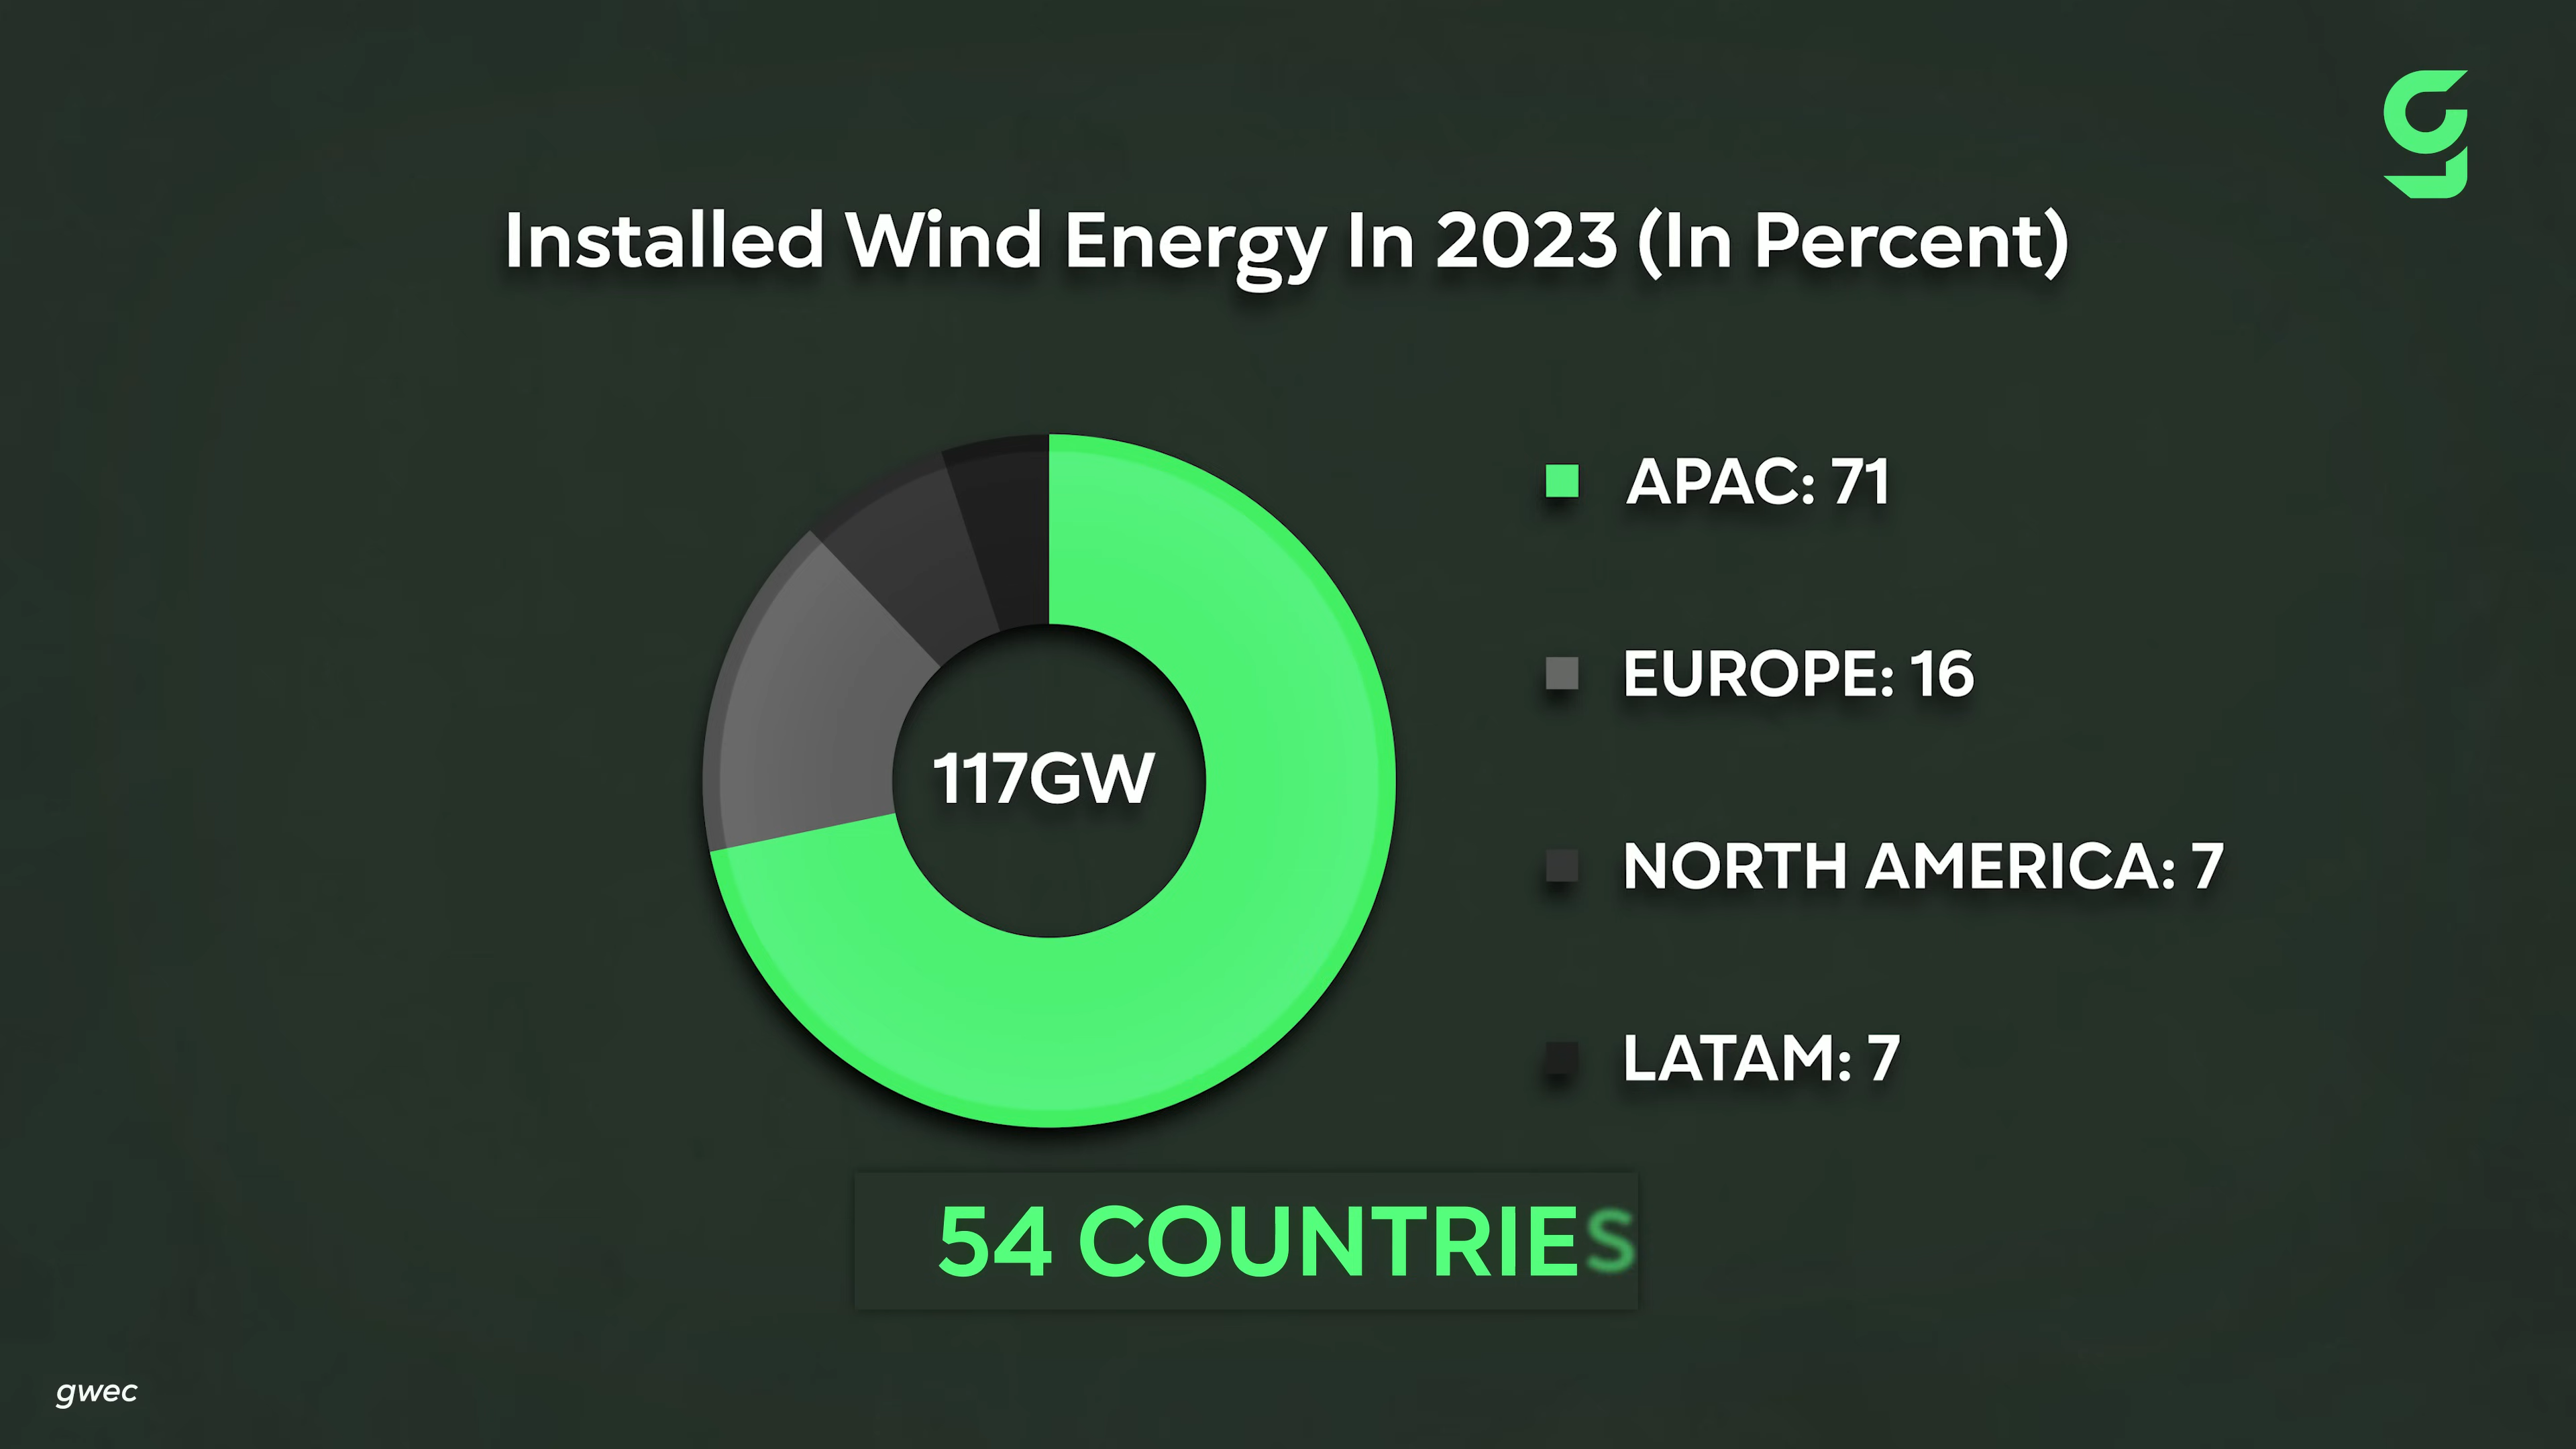 Installed Wind Energy In 2023 (In Percent)
APAC: 71
EUROPE: 16
117GW
NORTH AMERICA: 7
LATAM: 7
54 COUNTRIES
gwec